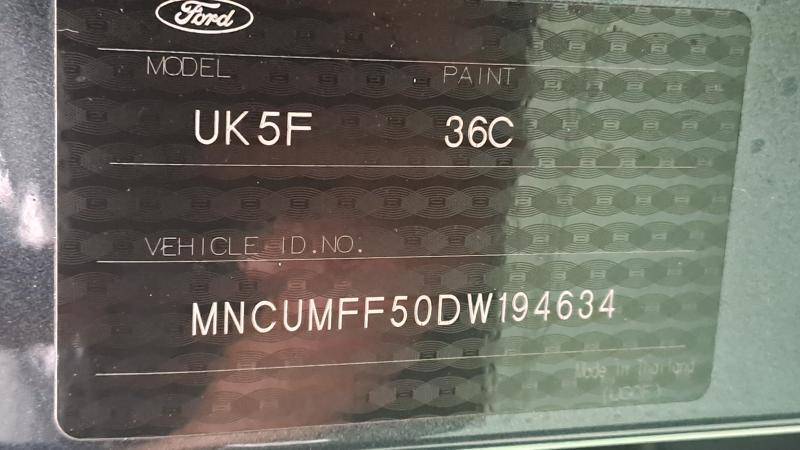 Ford
MODEL PAINT
UK5F 36C
VEHICLE ID.NO.
MNCUMFF50DW194634
Made in Thailand